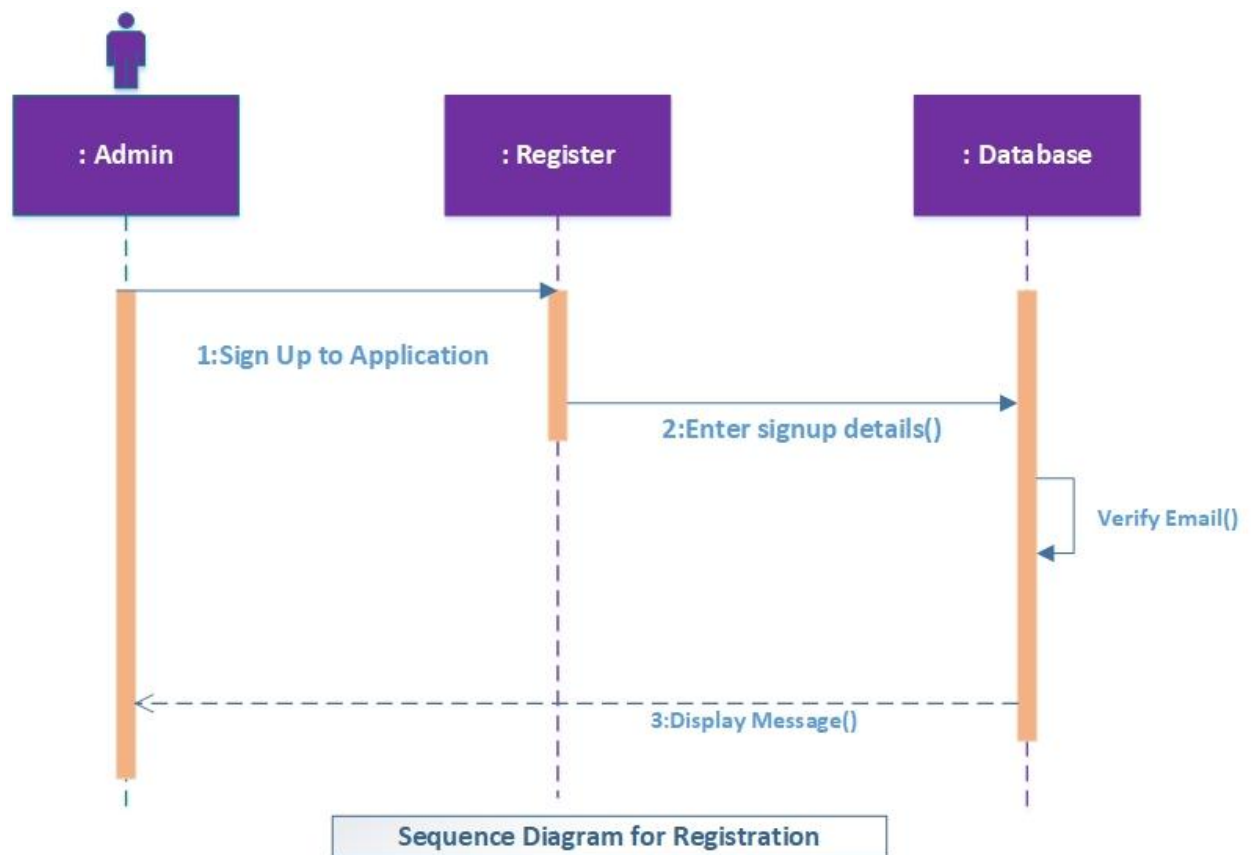 : Admin
: Register
: Database
1:Sign Up to Application
2:Enter signup details()
Verify Email()
3:Display Message()
Sequence Diagram for Registration